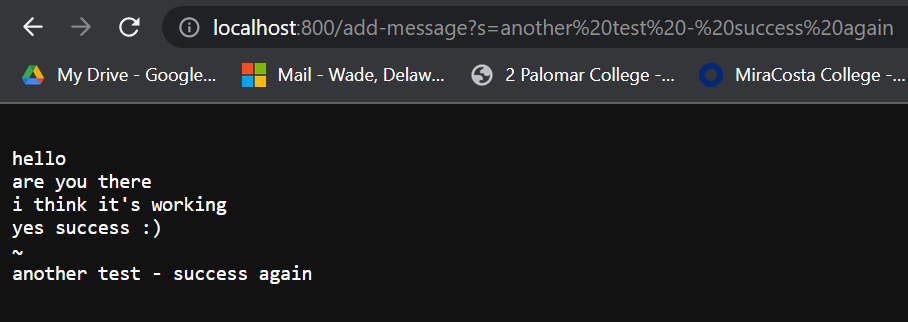 localhost:800/add-message?s=another%20test%20-%20success%20again
My Drive - Google... Mail - Wade, Delaw... 2 Palomar College -... MiraCosta College -...
hello
are you there
i think it's working
yes success :)
~
another test - success again